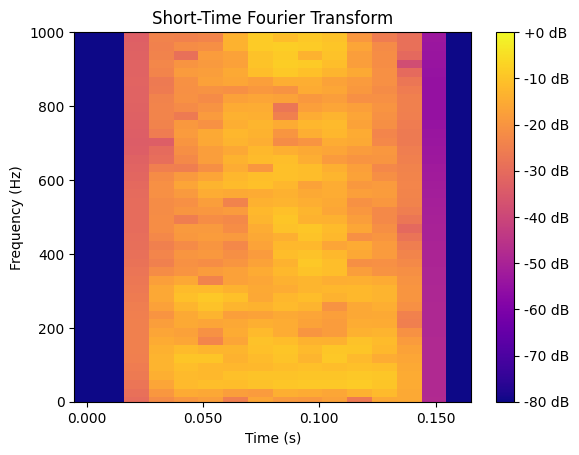 Short-Time Fourier Transform
1000
800
600
400
200
0
Frequency (Hz)
0.000
0.050
0.100
0.150
Time (s)
+0 dB
-10 dB
-20 dB
-30 dB
-40 dB
-50 dB
-60 dB
-70 dB
-80 dB